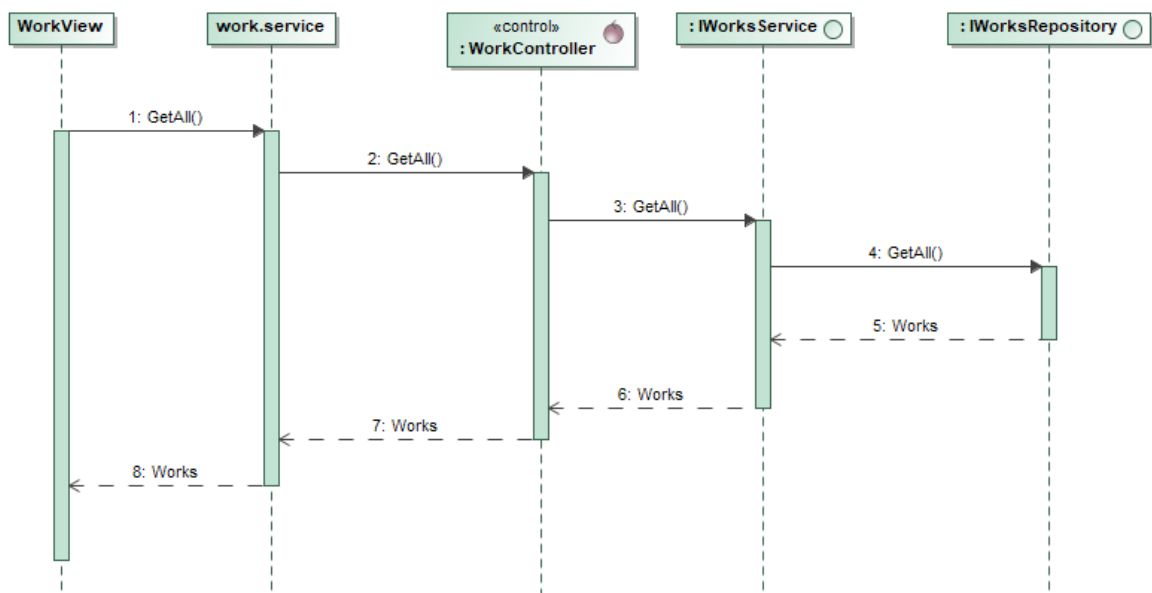 WorkView
work.service
«control»
: WorkController
: IWorksService
: IWorksRepository
1: GetAll()
2: GetAll()
3: GetAll()
4: GetAll()
5: Works
6: Works
7: Works
8: Works